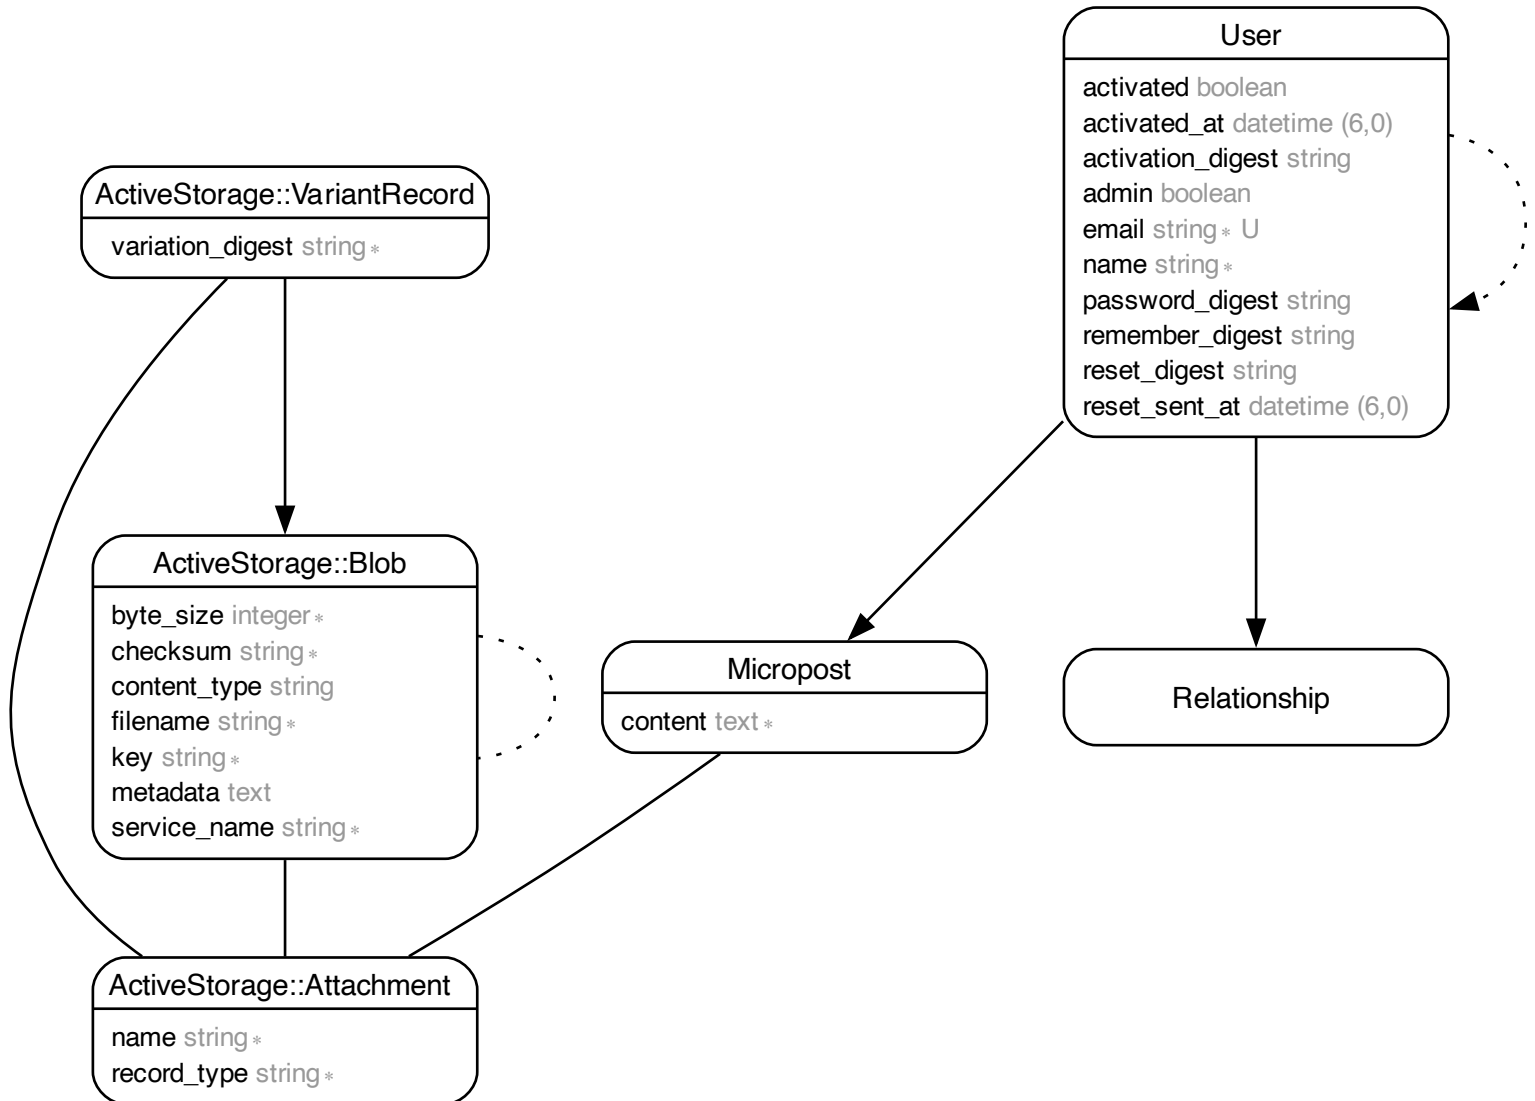 User
activated boolean
activated_at datetime (6,0)
activation_digest string
admin boolean
email string* U
name string*
password_digest string
remember_digest string
reset_digest string
reset_sent_at datetime (6,0)
ActiveStorage::VariantRecord
variation_digest string*
ActiveStorage::Blob
byte_size integer*
checksum string*
content_type string
filename string*
key string*
metadata text
service_name string*
Micropost
content text*
Relationship
ActiveStorage::Attachment
name string*
record_type string*